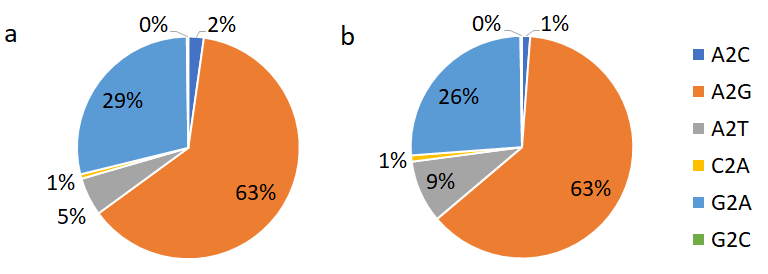 a
0%
2%
29%
63%
1%
5%
b
0%
1%
26%
63%
1%
9%
A2C
A2G
A2T
C2A
G2A
G2C